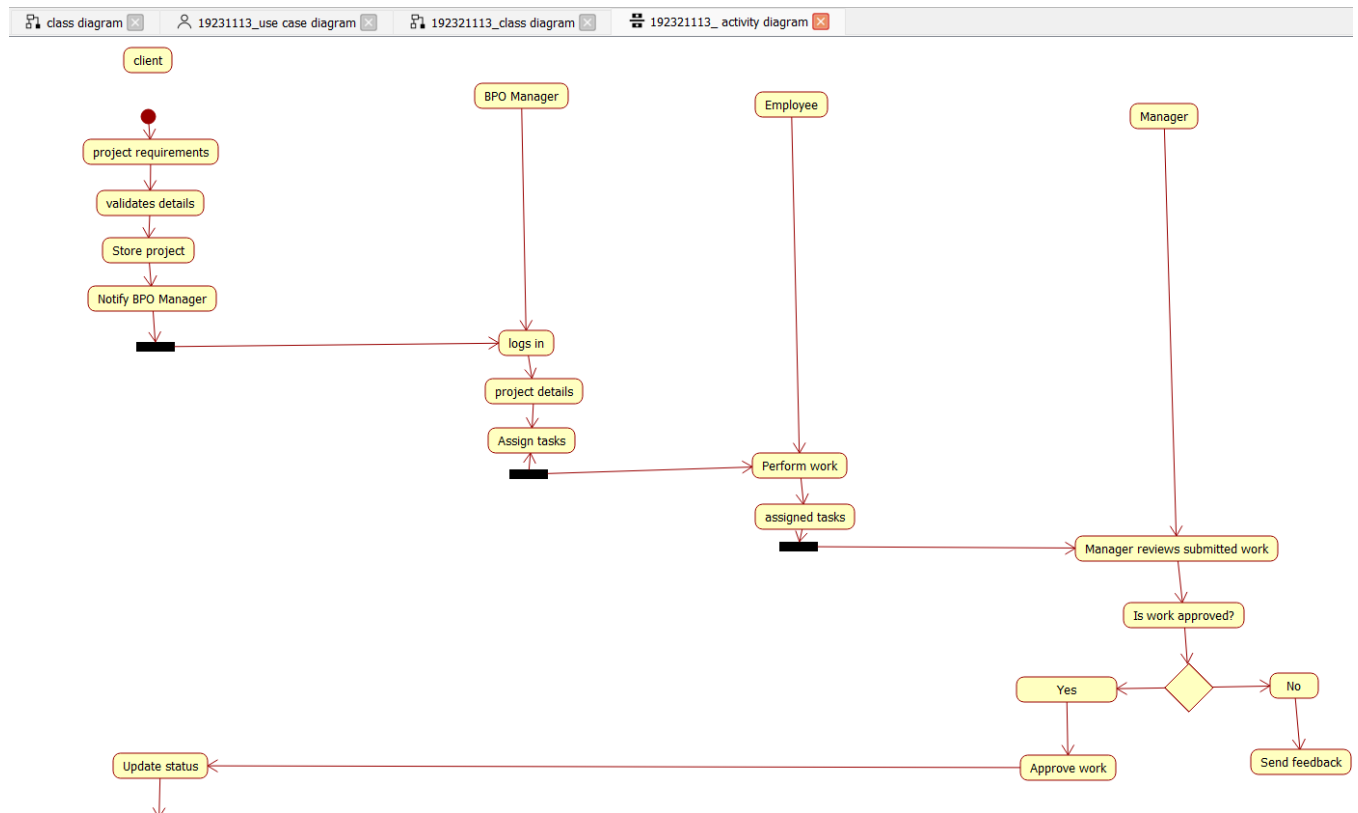 class diagram
19231113_use case diagram
192321113_class diagram
192321113_ activity diagram
client
BPO Manager
Employee
Manager
project requirements
validates details
Store project
Notify BPO Manager
logs in
project details
Assign tasks
Perform work
assigned tasks
Manager reviews submitted work
Is work approved?
Yes
No
Update status
Approve work
Send feedback